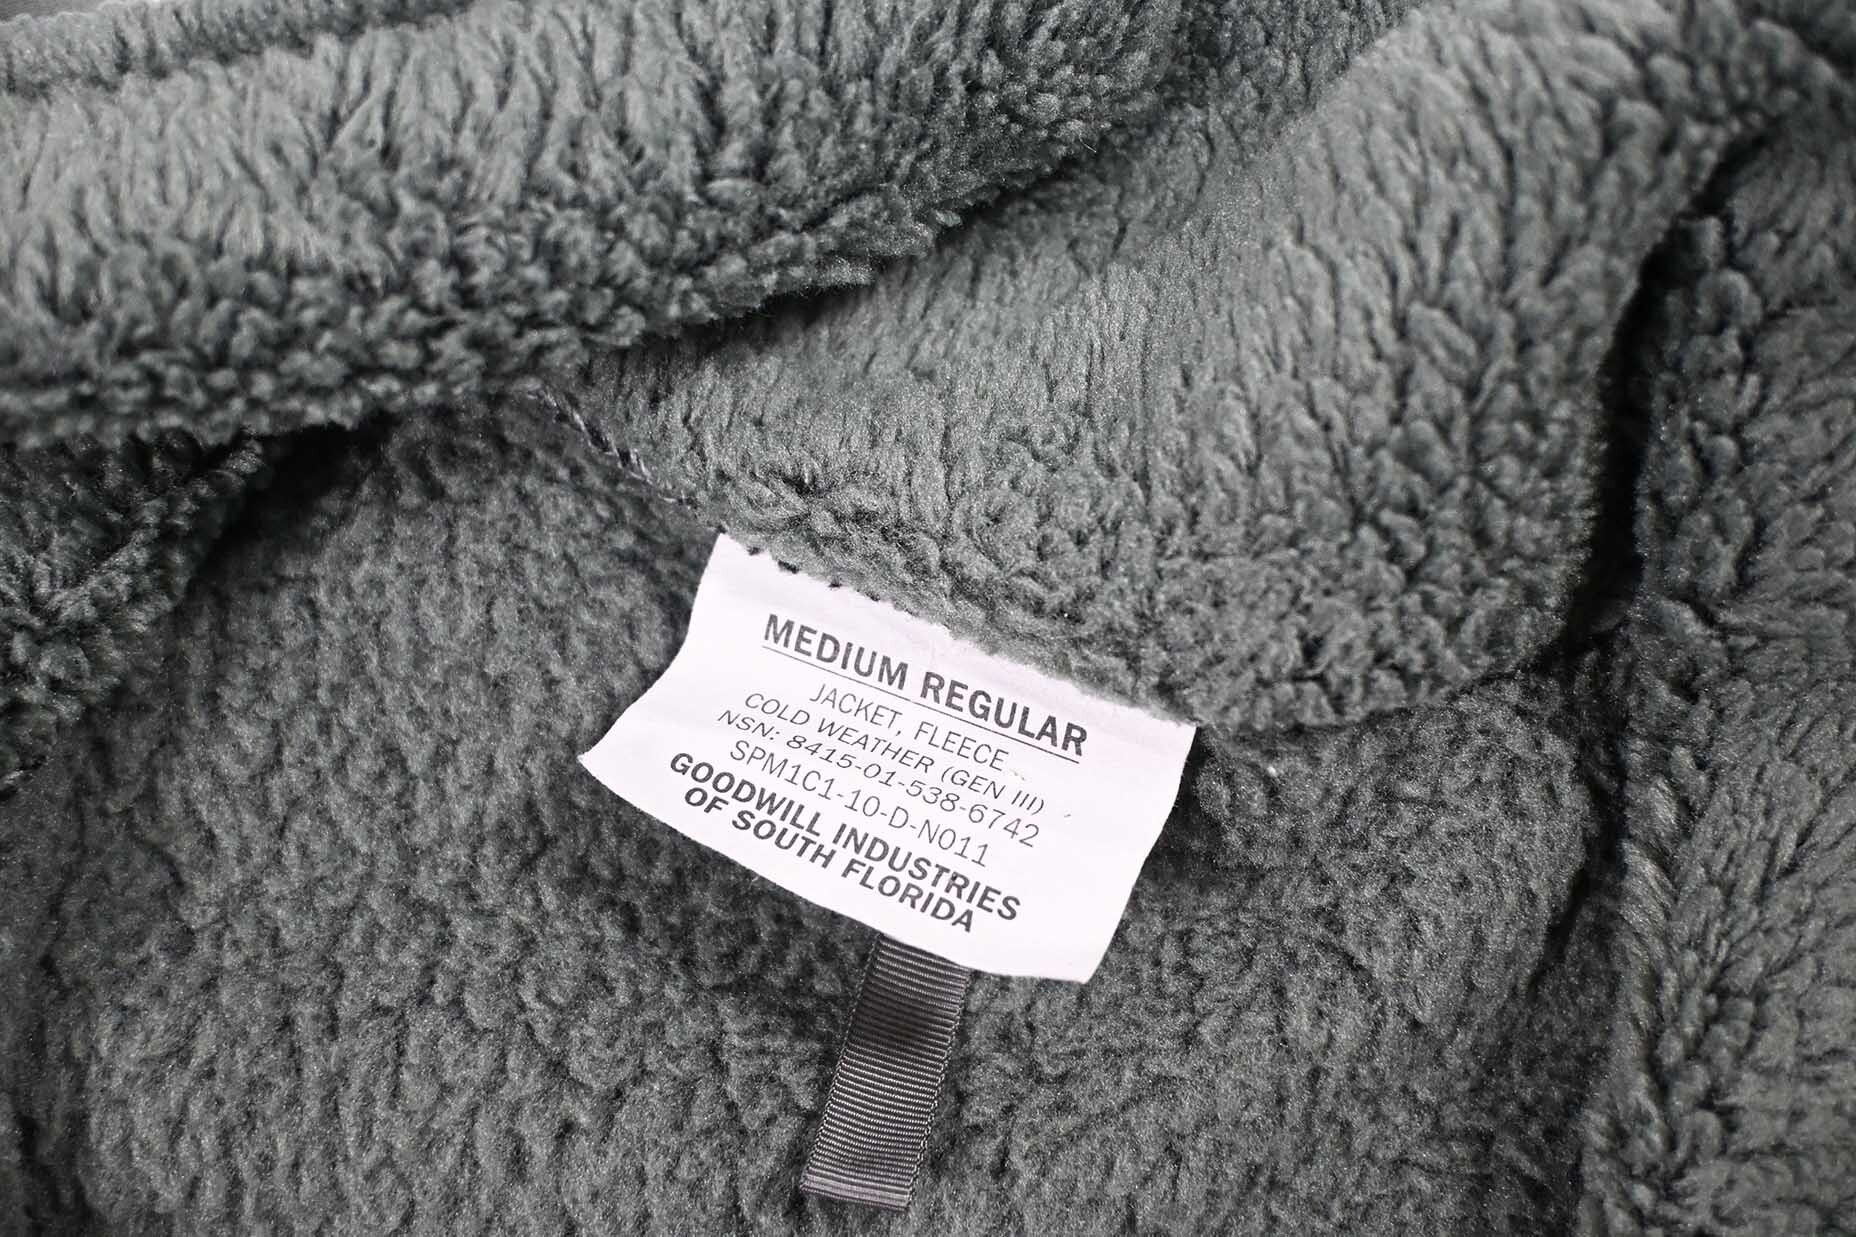 MEDIUM REGULAR
JACKET, FLEECE
COLD WEATHER (GEN III)
NSN: 8415-01-538-6742
SPM1C1-10-D-N011
GOODWILL INDUSTRIES
OF SOUTH FLORIDA